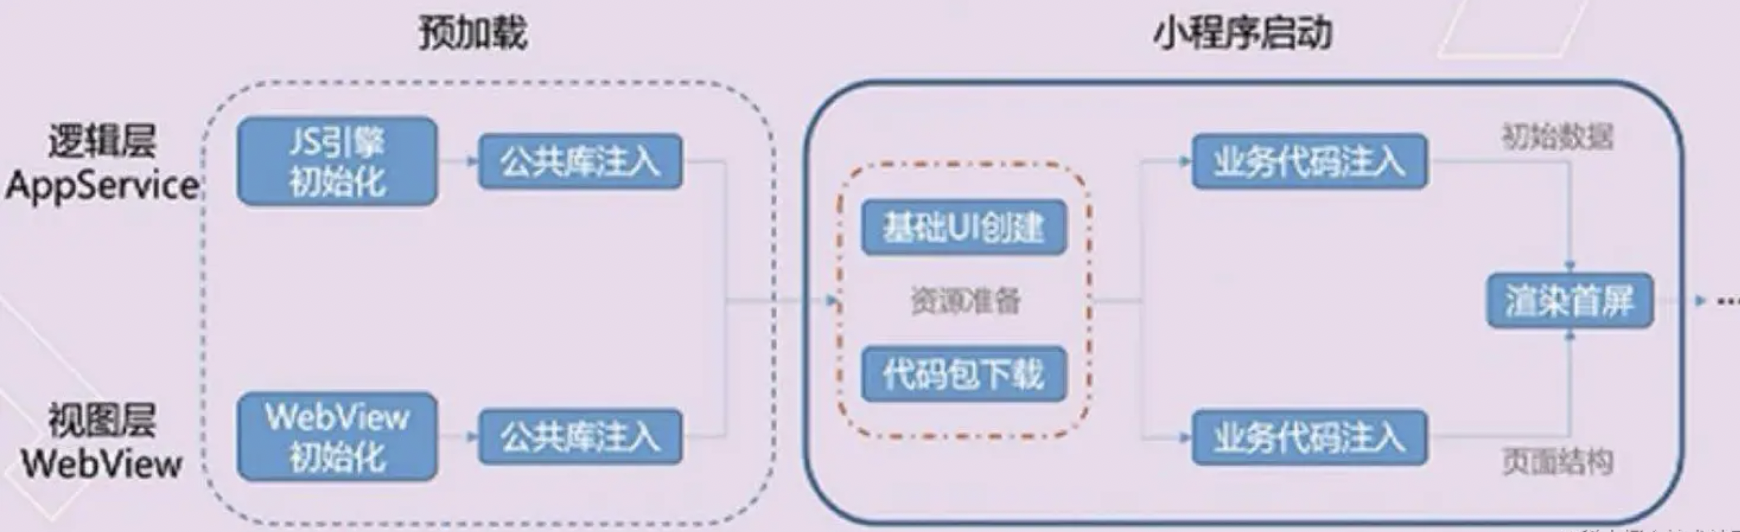 预加载
小程序启动
逻辑层
AppService
JS引擎
初始化
公共库注入
业务代码注入
初始数据
基础UI创建
资源准备
代码包下载
渲染首屏
...
视图层
WebView
WebView
初始化
公共库注入
业务代码注入
页面结构